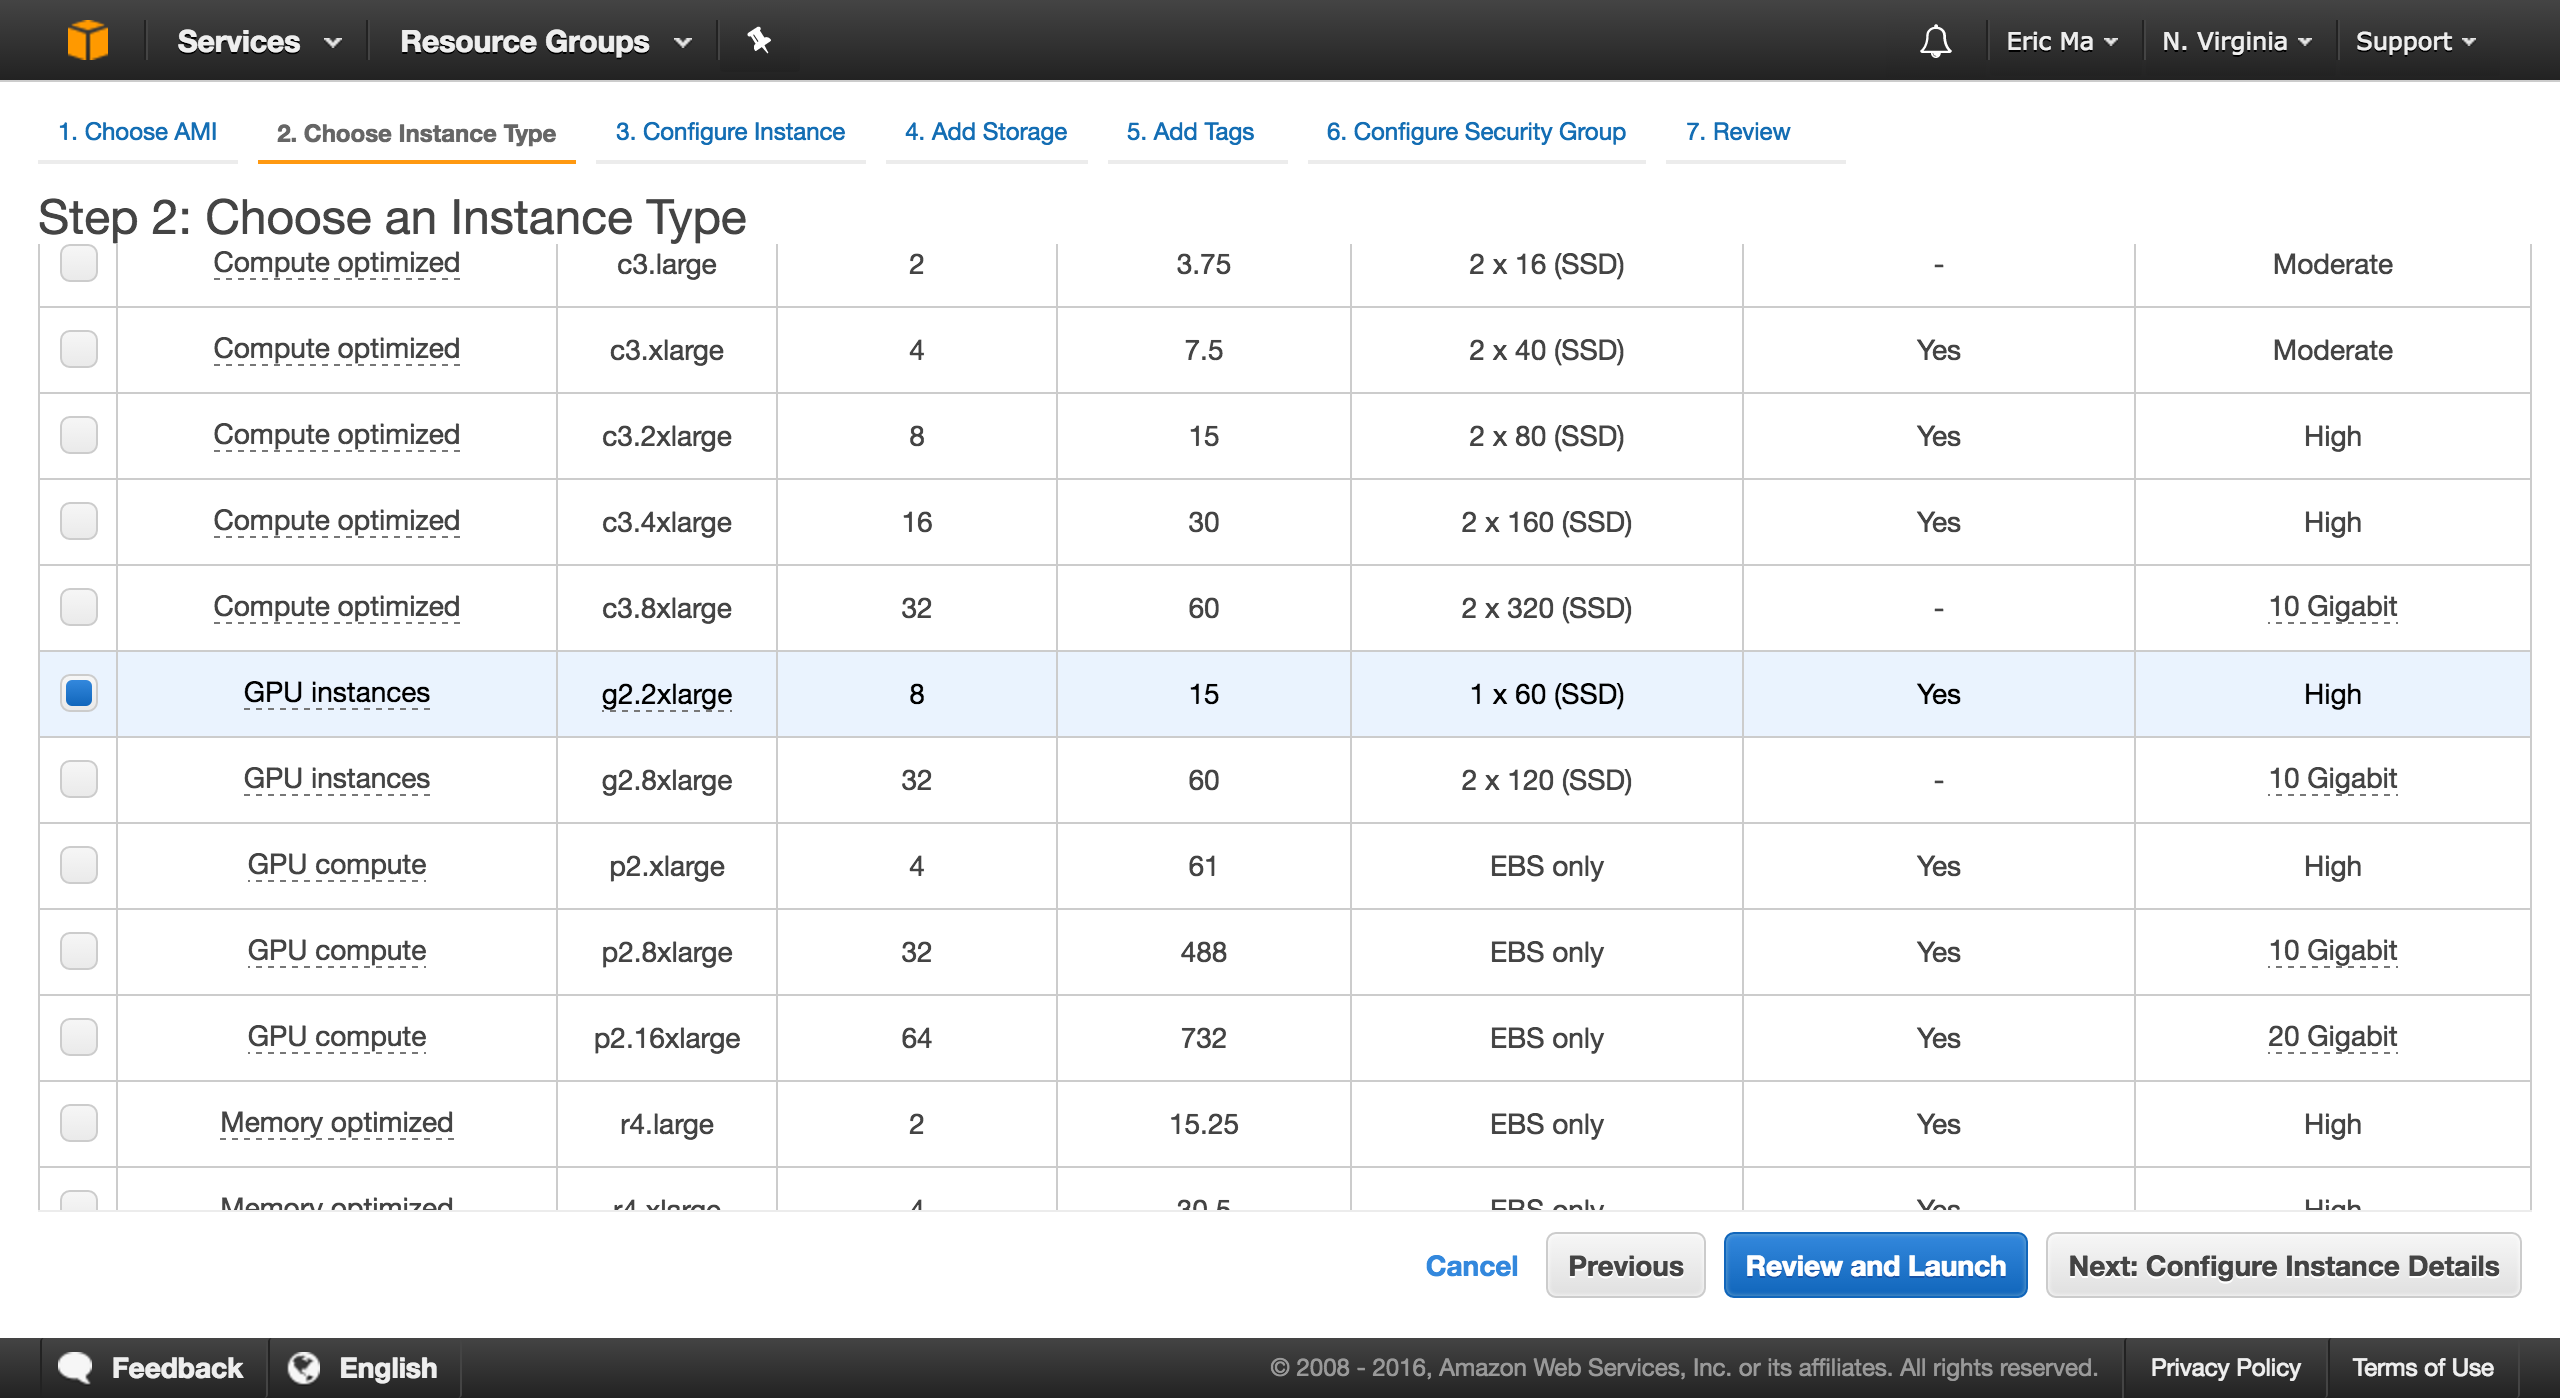 Services Resource Groups Eric Ma N. Virginia Support
1. Choose AMI 2. Choose Instance Type 3. Configure Instance 4. Add Storage 5. Add Tags 6. Configure Security Group 7. Review
Step 2: Choose an Instance Type
Compute optimized c3.large 2 3.75 2 x 16 (SSD) - Moderate
Compute optimized c3.xlarge 4 7.5 2 x 40 (SSD) Yes Moderate
Compute optimized c3.2xlarge 8 15 2 x 80 (SSD) Yes High
Compute optimized c3.4xlarge 16 30 2 x 160 (SSD) Yes High
Compute optimized c3.8xlarge 32 60 2 x 320 (SSD) - 10 Gigabit
GPU instances g2.2xlarge 8 15 1 x 60 (SSD) Yes High
GPU instances g2.8xlarge 32 60 2 x 120 (SSD) - 10 Gigabit
GPU compute p2.xlarge 4 61 EBS only Yes High
GPU compute p2.8xlarge 32 488 EBS only Yes 10 Gigabit
GPU compute p2.16xlarge 64 732 EBS only Yes 20 Gigabit
Memory optimized r4.large 2 15.25 EBS only Yes High
Memory optimized r4.xlarge 4 30.5 EBS only Yes High
Cancel Previous Review and Launch Next: Configure Instance Details
Feedback English © 2008 - 2016, Amazon Web Services, Inc. or its affiliates. All rights reserved. Privacy Policy Terms of Use